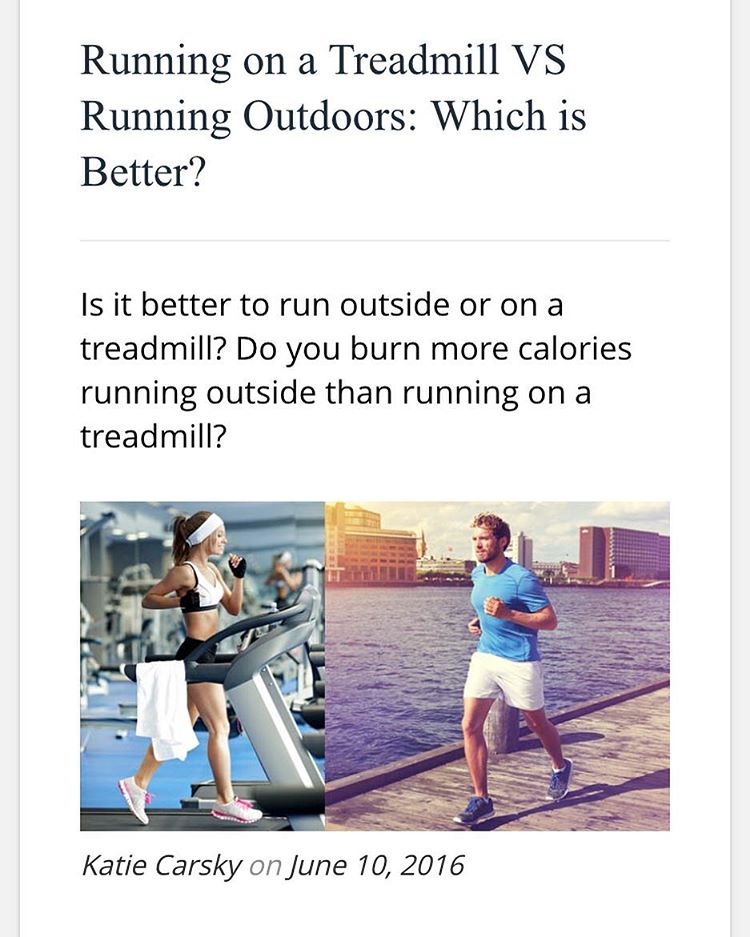 Running on a Treadmill VS
Running Outdoors: Which is
Better?
Is it better to run outside or on a
treadmill? Do you burn more calories
running outside than running on a
treadmill?
Katie Carsky on June 10, 2016